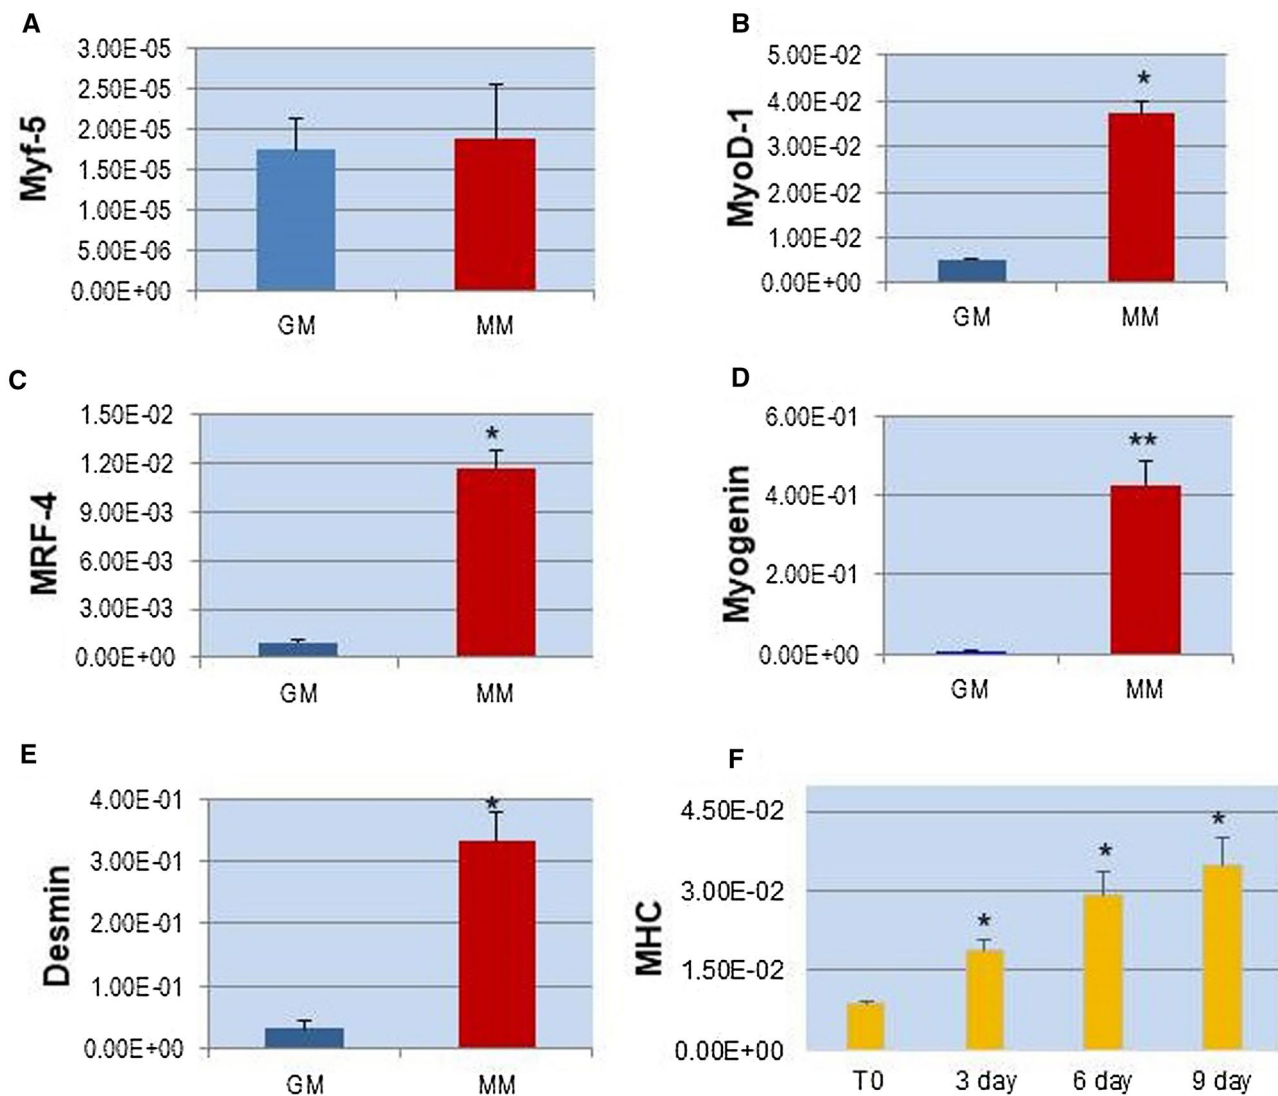 A
Myf-5
3.00E-05
2.50E-05
2.00E-05
1.50E-05
1.00E-05
5.00E-06
0.00E+00
GM MM
B
MyoD-1
5.00E-02
4.00E-02
3.00E-02
2.00E-02
1.00E-02
0.00E+00
*
GM MM
C
MRF-4
1.50E-02
1.20E-02
9.00E-03
6.00E-03
3.00E-03
0.00E+00
*
GM MM
D
Myogenin
6.00E-01
4.00E-01
2.00E-01
0.00E+00
**
GM MM
E
Desmin
4.00E-01
3.00E-01
2.00E-01
1.00E-01
0.00E+00
*
GM MM
F
MHC
4.50E-02
3.00E-02
1.50E-02
0.00E+00
*
*
*
T0 3 day 6 day 9 day